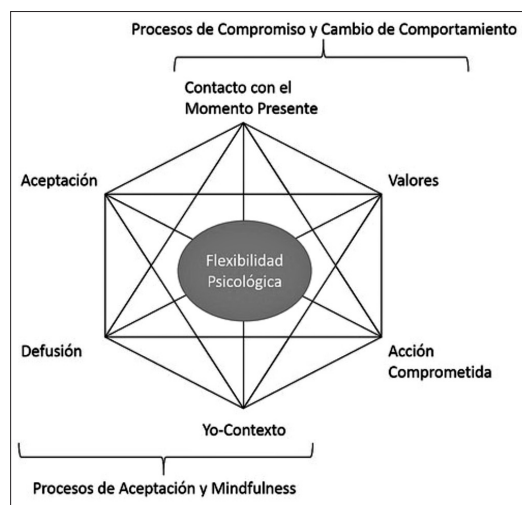 Procesos de Compromiso y Cambio de Comportamiento
Contacto con el
Momento Presente
Aceptación
Valores
Flexibilidad
Psicológica
Defusión
Acción
Comprometida
Yo-Contexto
Procesos de Aceptación y Mindfulness